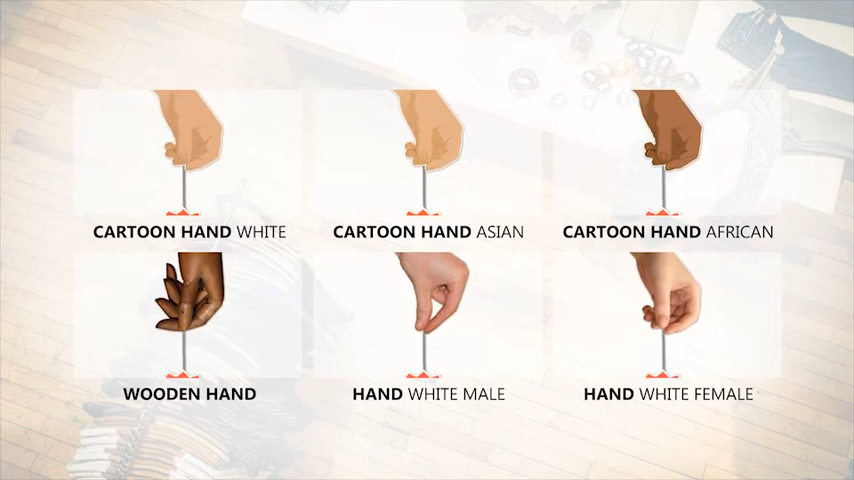 CARTOON HAND WHITE
CARTOON HAND ASIAN
CARTOON HAND AFRICAN
WOODEN HAND
HAND WHITE MALE
HAND WHITE FEMALE